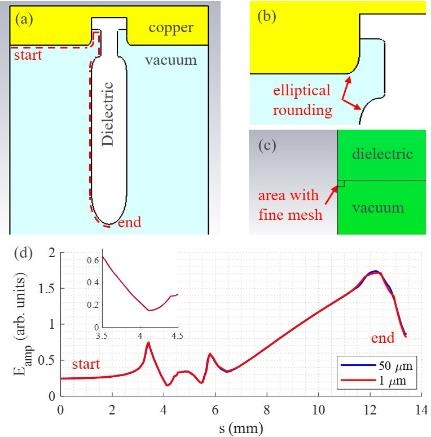 (a)
copper
start
vacuum
Dielectric
end
(b)
elliptical
rounding
(c)
dielectric
area with
fine mesh
vacuum
(d)
2
1.5
1
0.5
0
E_amp (arb. units)
0.6
0.4
0.2
0
3.5 4 4.5
start
end
50 μm
1 μm
0 2 4 6 8 10 12 14
s (mm)